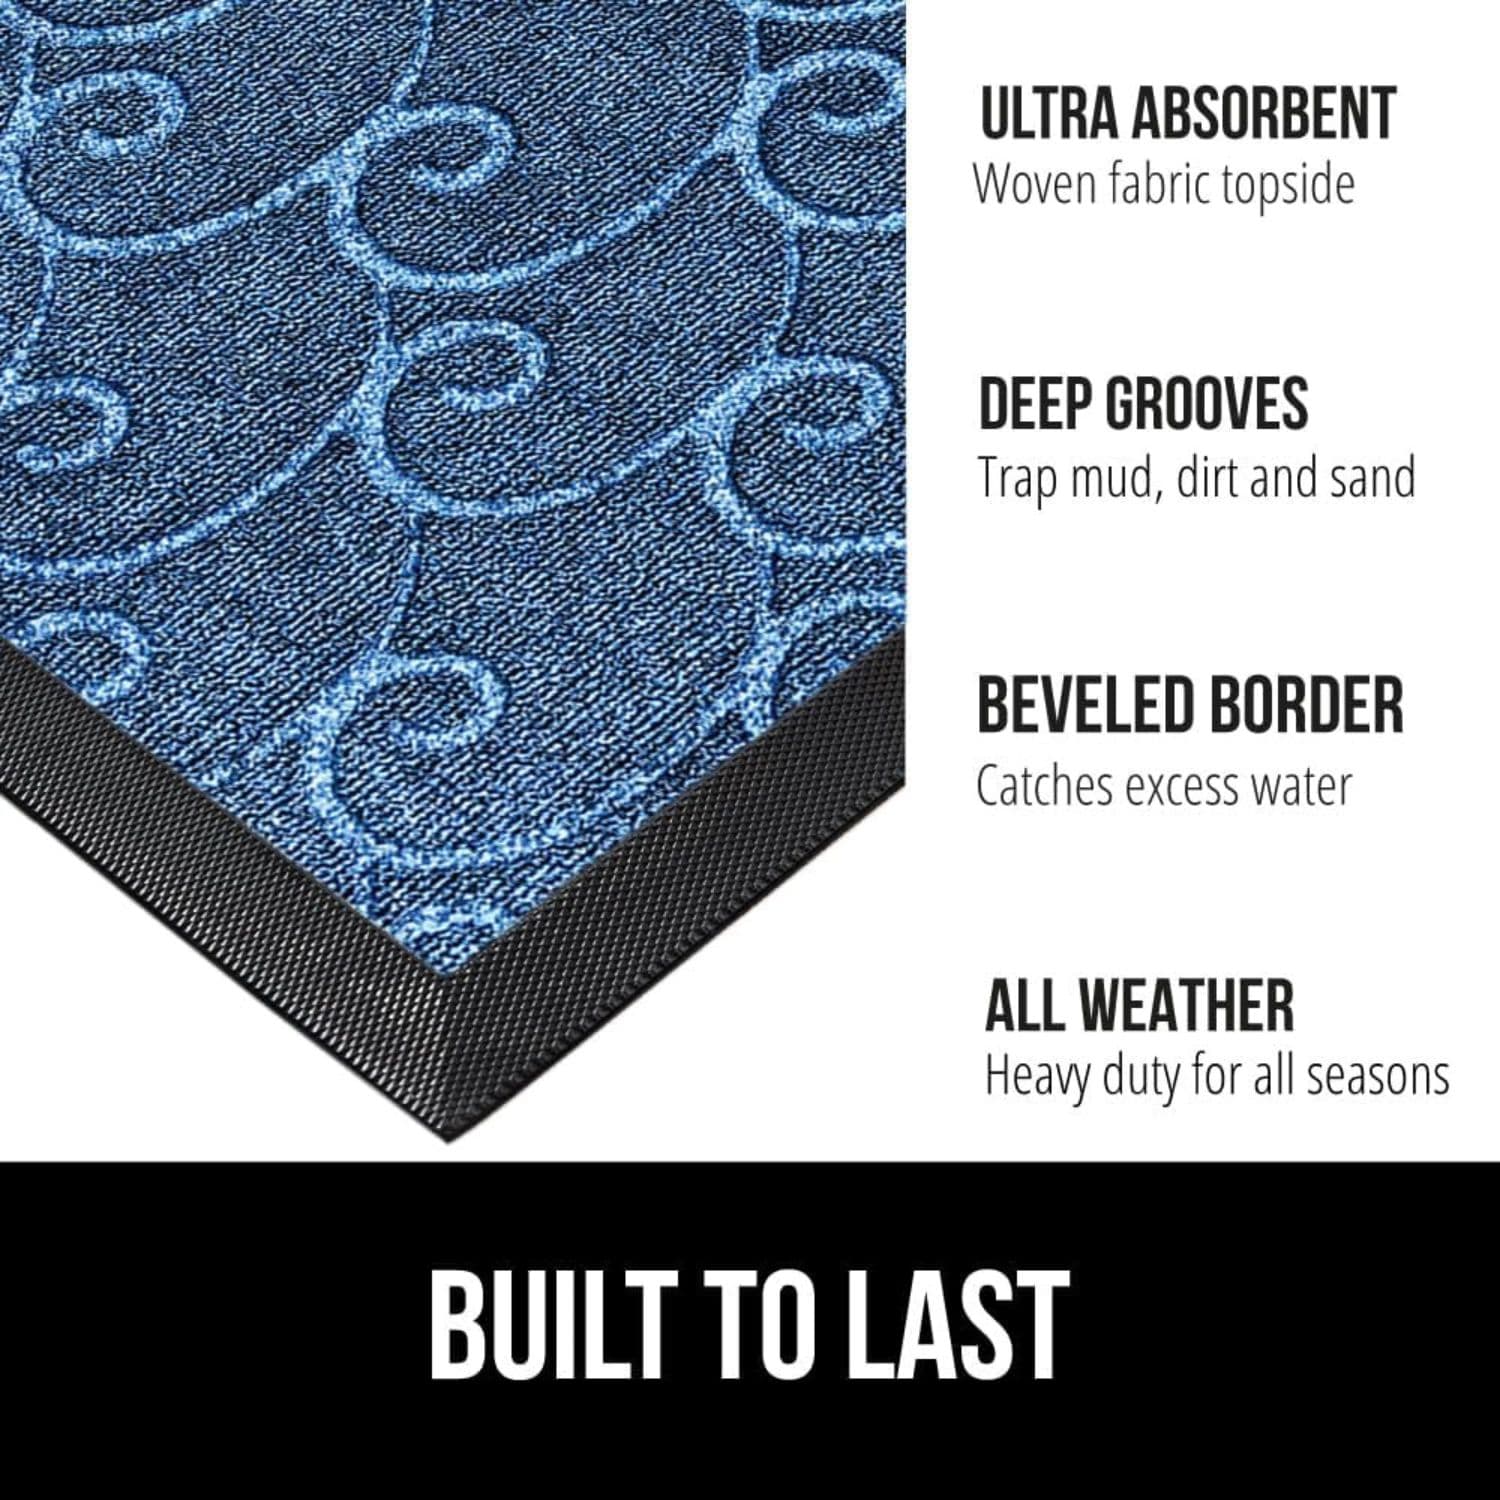 ULTRA ABSORBENT
Woven fabric topside
DEEP GROOVES
Trap mud, dirt and sand
BEVELED BORDER
Catches excess water
ALL WEATHER
Heavy duty for all seasons
BUILT TO LAST